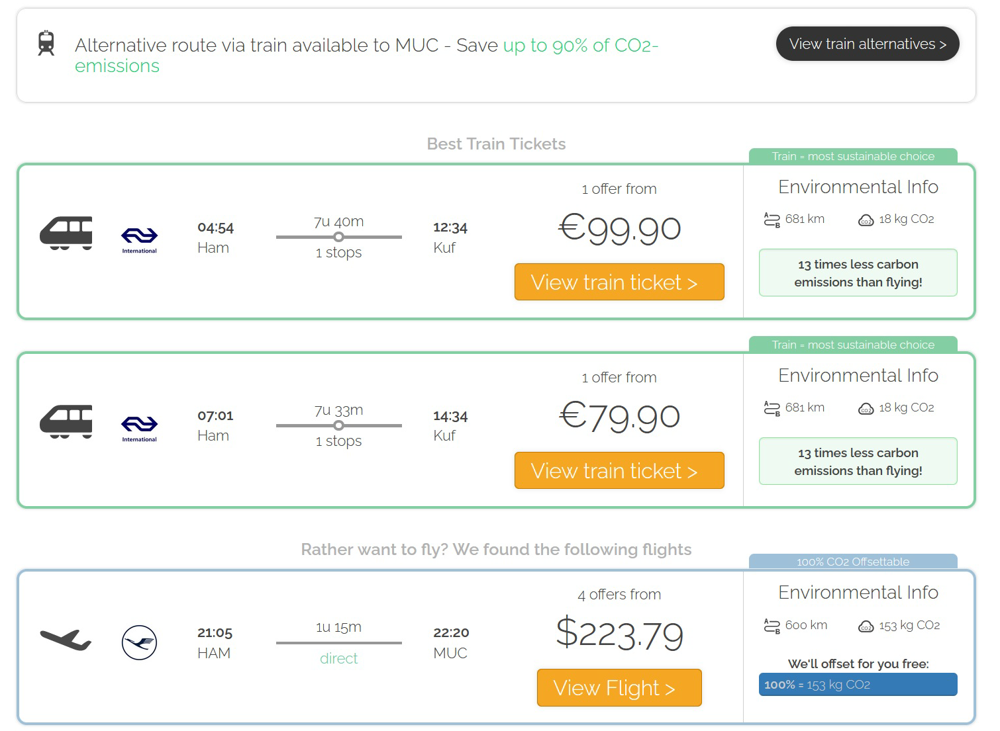 Alternative route via train available to MUC - Save up to 90% of CO2-
emissions
View train alternatives >
Best Train Tickets
Train = most sustainable choice
International
04:54
Ham
7u 40m
1 stops
12:34
Kuf
1 offer from
€99.90
View train ticket >
Environmental Info
A B 681 km
CO2 18 kg CO2
13 times less carbon
emissions than flying!
Train = most sustainable choice
International
07:01
Ham
7u 33m
1 stops
14:34
Kuf
1 offer from
€79.90
View train ticket >
Environmental Info
A B 681 km
CO2 18 kg CO2
13 times less carbon
emissions than flying!
Rather want to fly? We found the following flights
100% CO2 Offsettable
21:05
HAM
1u 15m
direct
22:20
MUC
4 offers from
$223.79
View Flight >
Environmental Info
A B 600 km
CO2 153 kg CO2
We'll offset for you free:
100% = 153 kg CO2